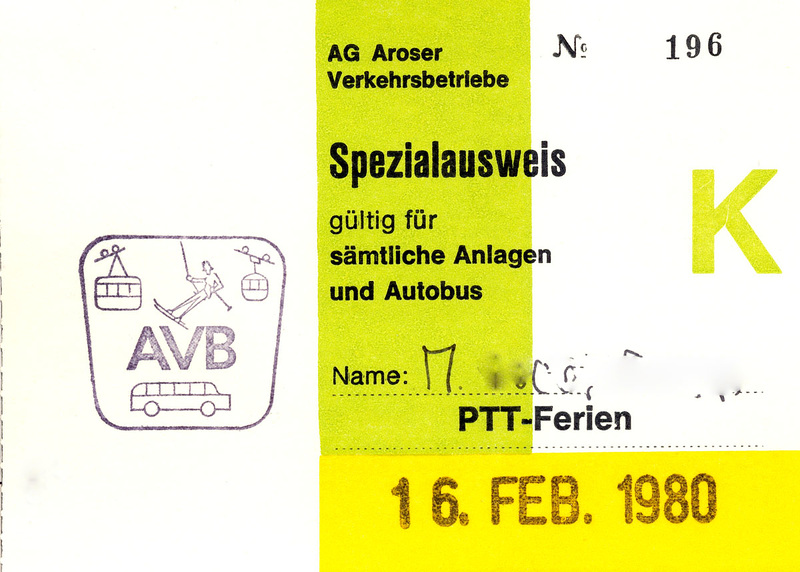 AG Aroser
Verkehrsbetriebe
№ 196
Spezialausweis
K
gültig für
sämtliche Anlagen
und Autobus
AVB
Name: M.
PTT-Ferien
16. FEB. 1980